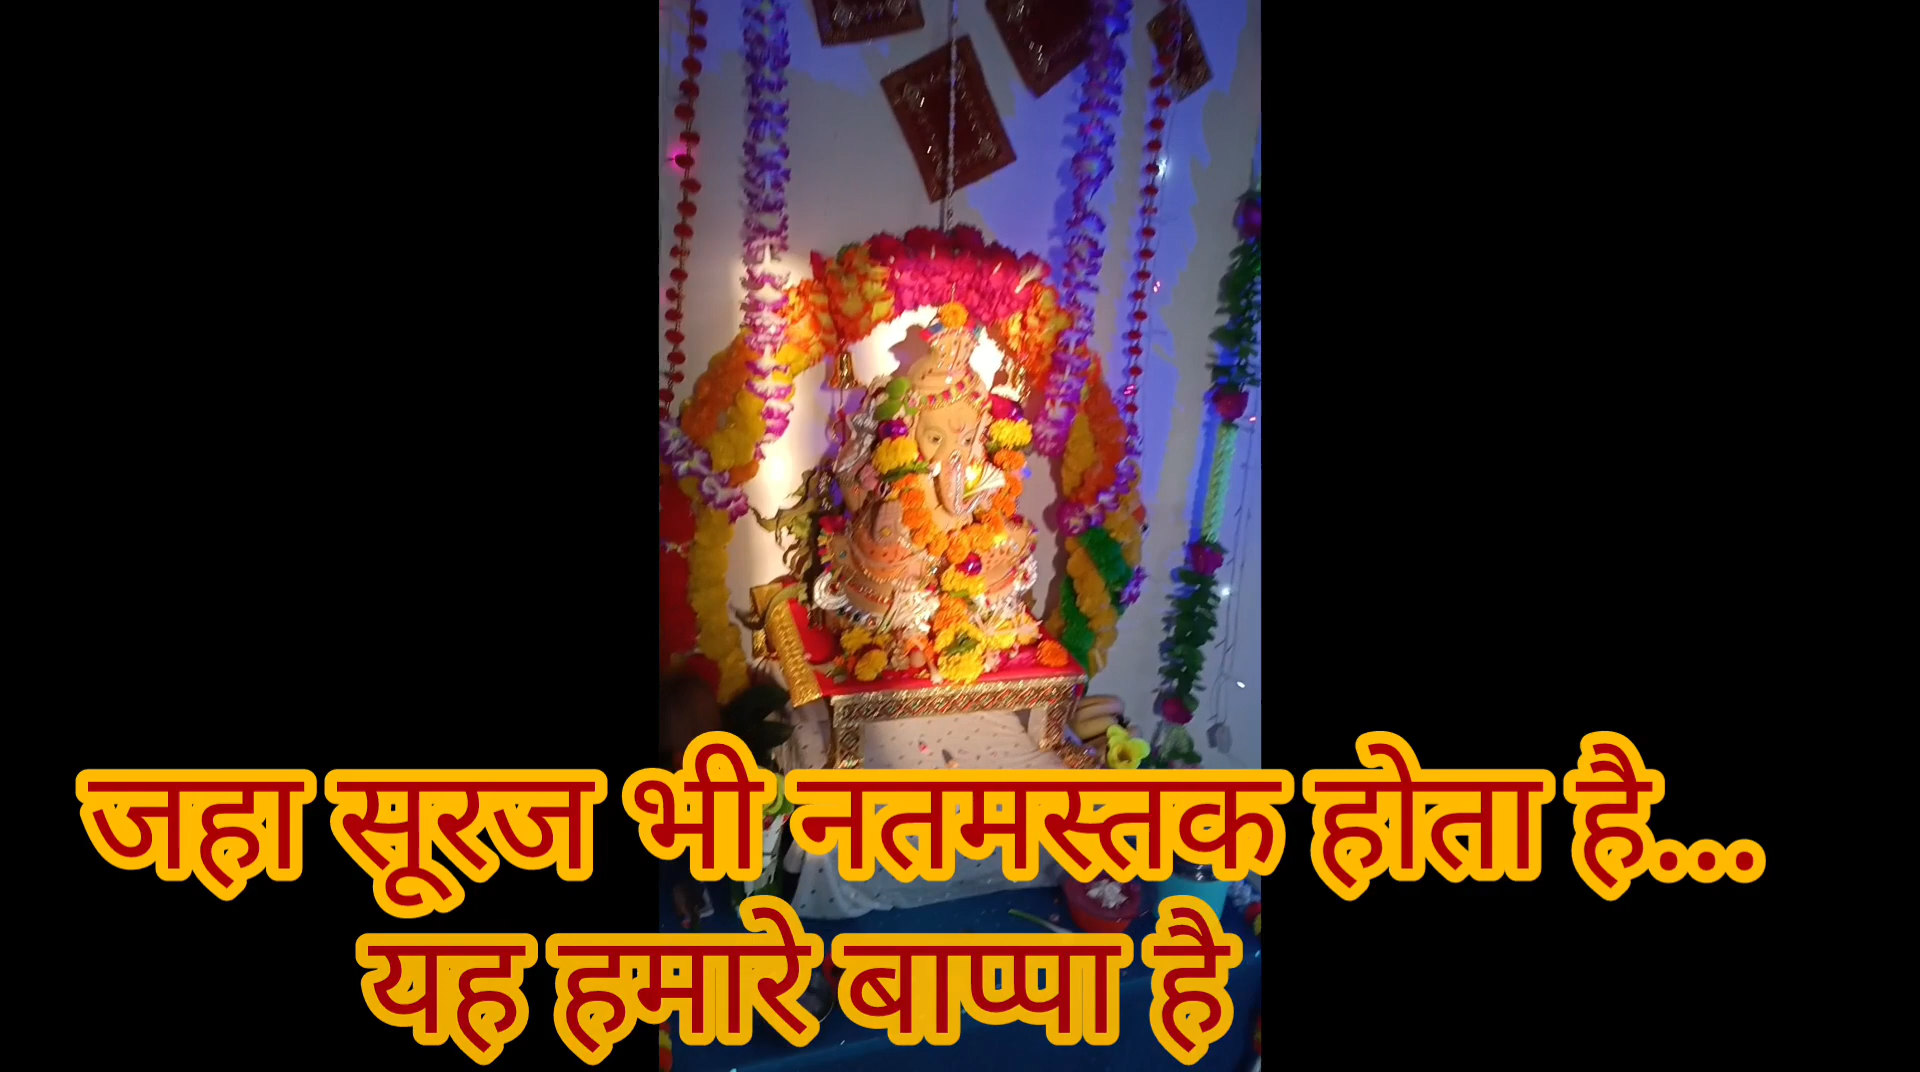 जहा सूरज भी नतमस्तक होता है...
यह हमारे बाप्पा है